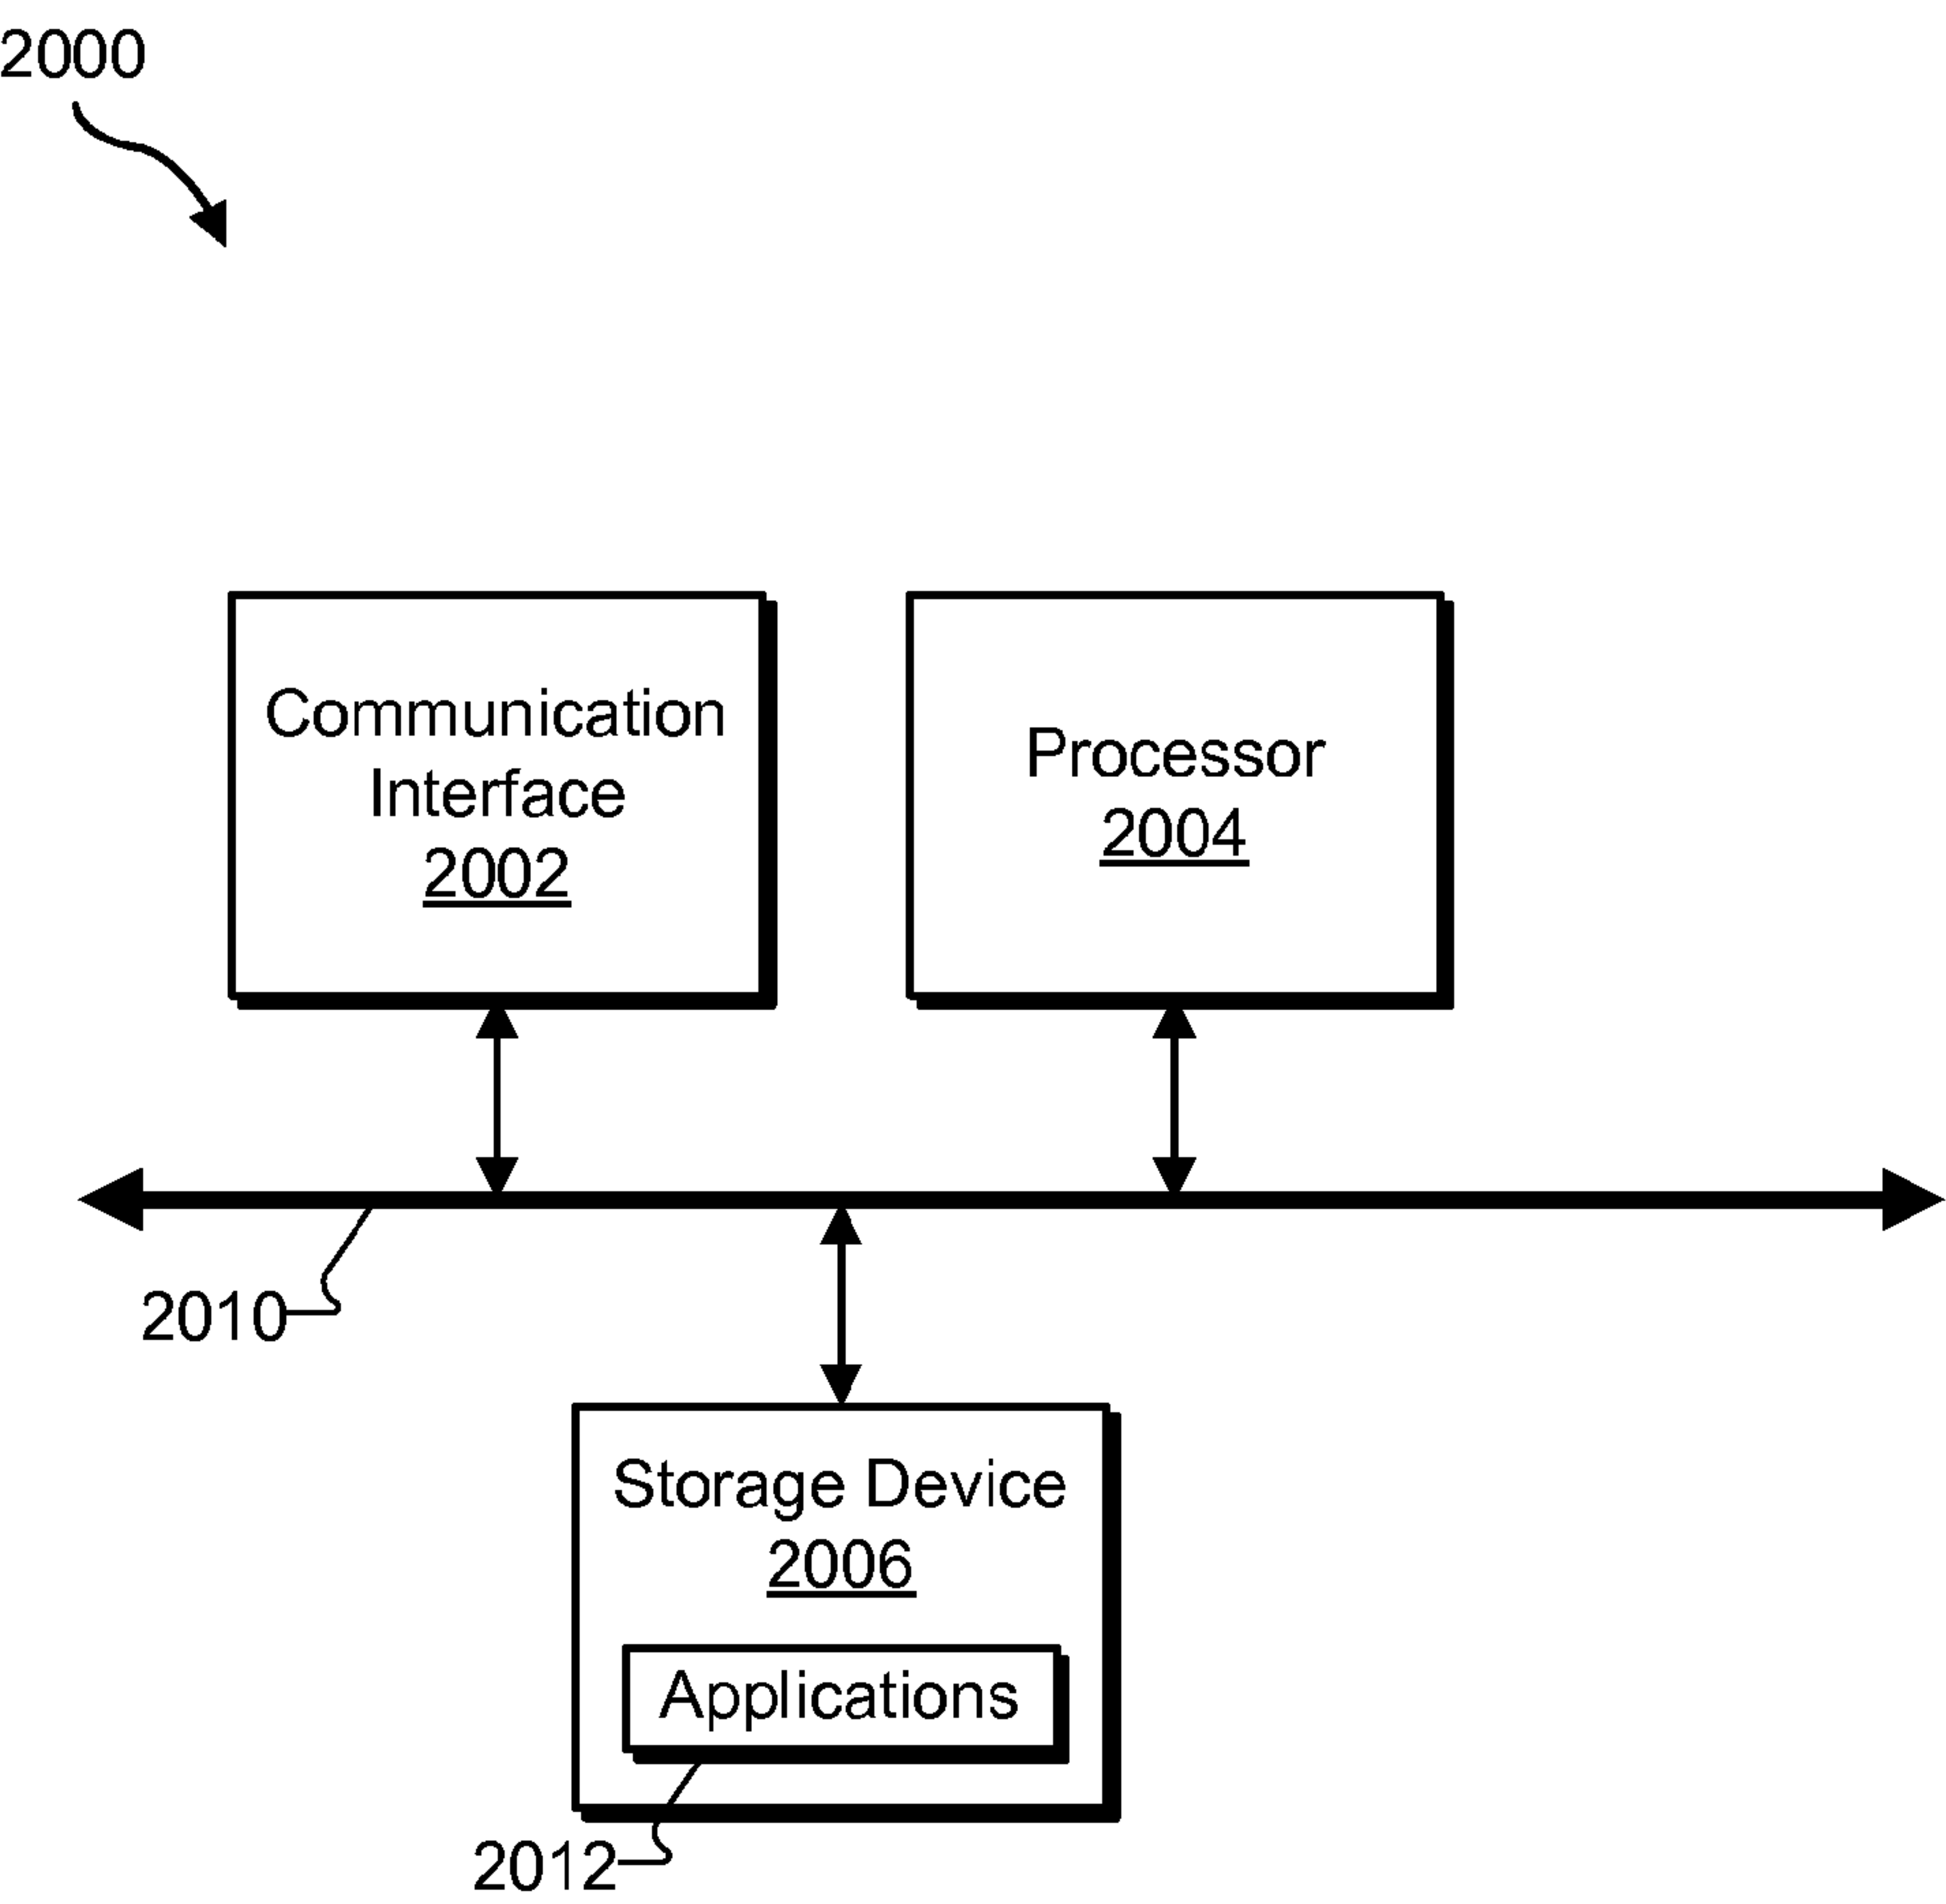 2000
Communication
Interface
2002
Processor
2004
2010
Storage Device
2006
Applications
2012